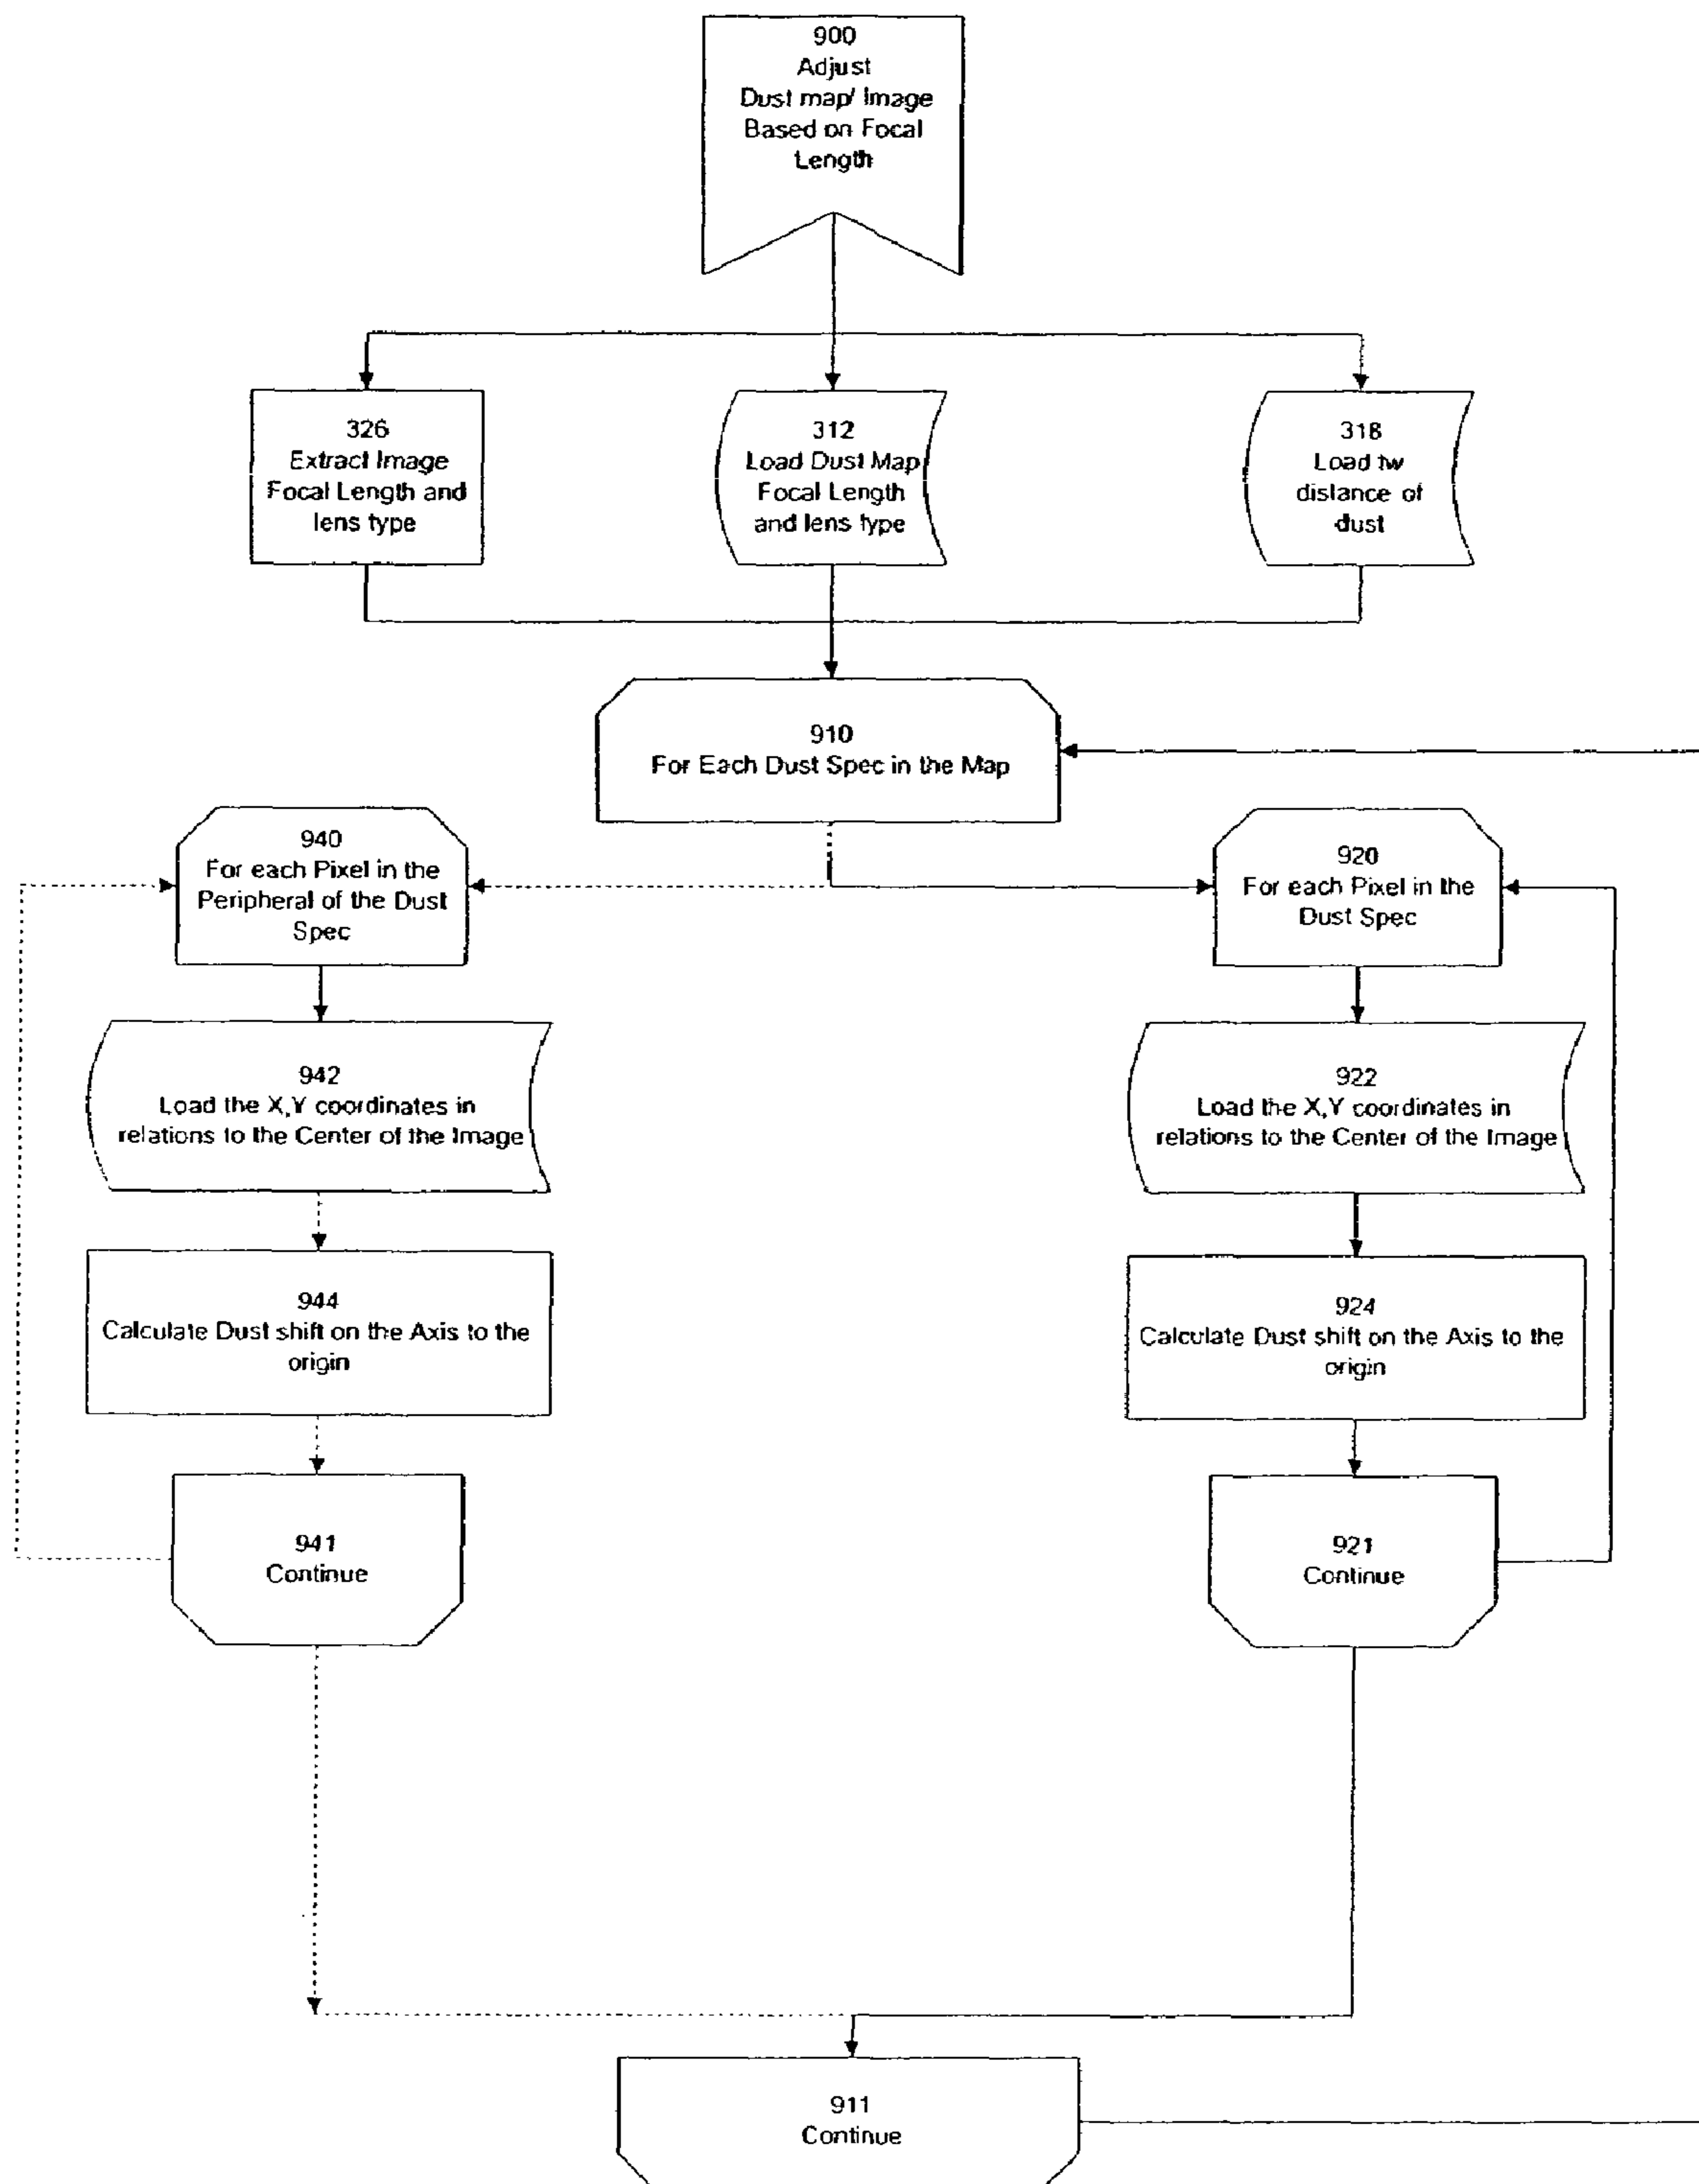 900
Adjust
Dust map/ Image
Based on Focal
Length
326
Extract Image
Focal Length and
lens type
312
Load Dust Map
Focal Length
and lens type
318
Load tw
distance of
dust
910
For Each Dust Spec in the Map
940
For each Pixel in the
Peripheral of the Dust
Spec
920
For each Pixel in the
Dust Spec
942
Load the X,Y coordinates in
relations to the Center of the Image
922
Load the X,Y coordinates in
relations to the Center of the Image
944
Calculate Dust shift on the Axis to the
origin
924
Calculate Dust shift on the Axis to the
origin
941
Continue
921
Continue
911
Continue